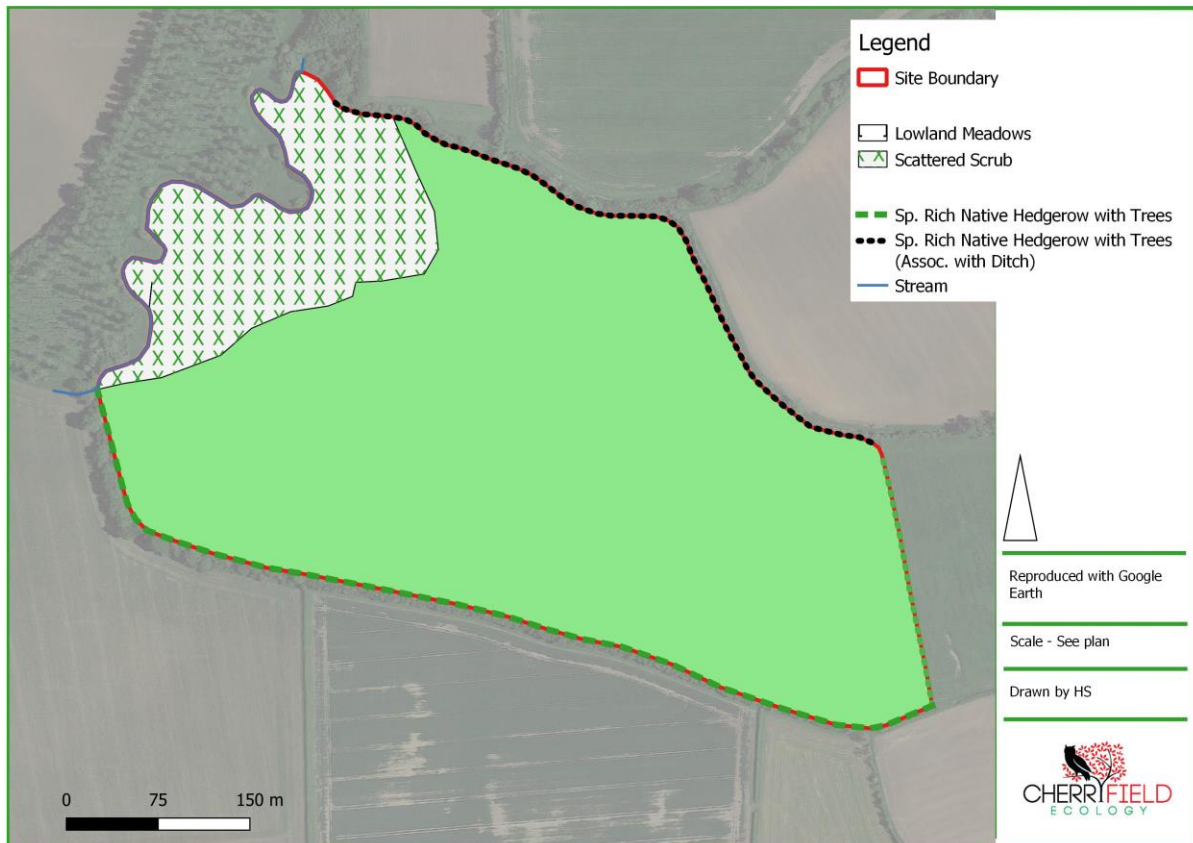 Legend
Site Boundary
Lowland Meadows
Scattered Scrub
Sp. Rich Native Hedgerow with Trees
Sp. Rich Native Hedgerow with Trees
(Assoc. with Ditch)
Stream
Reproduced with Google
Earth
Scale - See plan
Drawn by HS
CHERRYFIELD
ECOLOGY
0 75 150 m